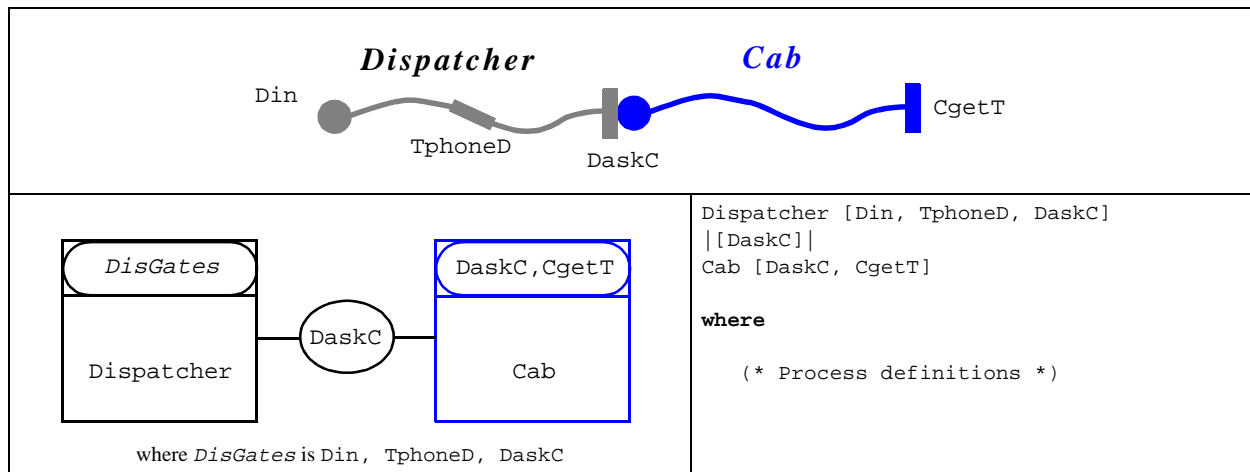 Dispatcher
Cab
Din
TphoneD
DaskC
CgetT
DisGates
DaskC,CgetT
DaskC
Dispatcher
Cab
where DisGates is Din, TphoneD, DaskC
Dispatcher [Din, TphoneD, DaskC]
|[DaskC]|
Cab [DaskC, CgetT]
where
(* Process definitions *)